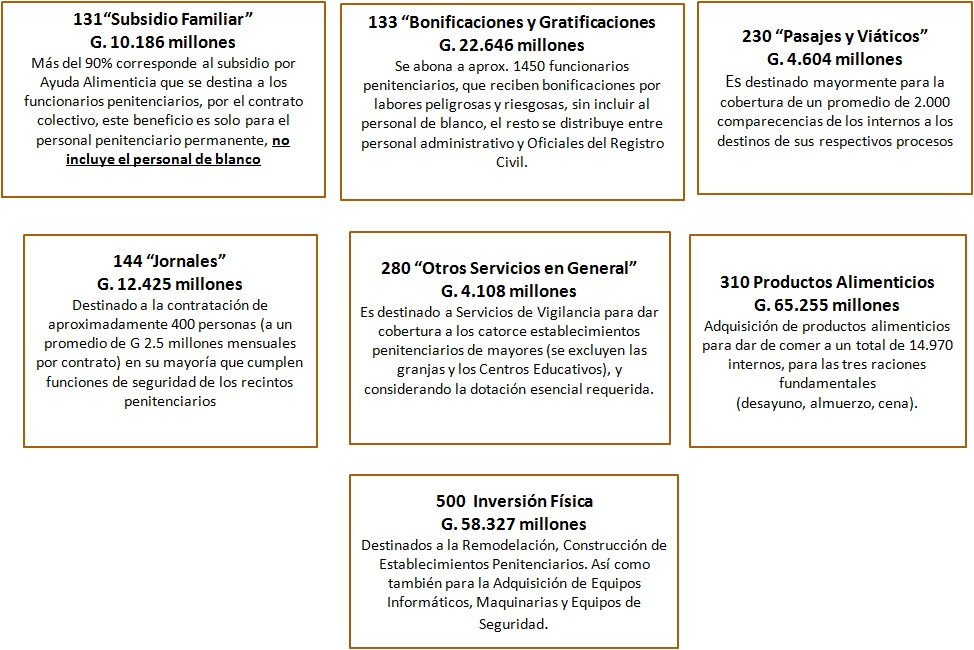 131“Subsidio Familiar”
G. 10.186 millones
Más del 90% corresponde al subsidio por
Ayuda Alimenticia que se destina a los
funcionarios penitenciarios, por el contrato
colectivo, este beneficio es solo para el
personal penitenciario permanente, no
incluye el personal de blanco
133 “Bonificaciones y Gratificaciones
G. 22.646 millones
Se abona a aprox. 1450 funcionarios
penitenciarios, que reciben bonificaciones por
labores peligrosas y riesgosas, sin incluir al
personal de blanco, el resto se distribuye entre
personal administrativo y Oficiales del Registro
Civil.
230 “Pasajes y Viáticos”
G. 4.604 millones
Es destinado mayormente para la
cobertura de un promedio de 2.000
comparecencias de los internos a los
destinos de sus respectivos procesos
144 “Jornales”
G. 12.425 millones
Destinado a la contratación de
aproximadamente 400 personas (a un
promedio de G 2.5 millones mensuales
por contrato) en su mayoría que cumplen
funciones de seguridad de los recintos
penitenciarios
280 “Otros Servicios en General”
G. 4.108 millones
Es destinado a Servicios de Vigilancia para dar
cobertura a los catorce establecimientos
penitenciarios de mayores (se excluyen las
granjas y los Centros Educativos), y
considerando la dotación esencial requerida.
310 Productos Alimenticios
G. 65.255 millones
Adquisición de productos alimenticios
para dar de comer a un total de 14.970
internos, para las tres raciones
fundamentales
(desayuno, almuerzo, cena).
500 Inversión Física
G. 58.327 millones
Destinados a la Remodelación, Construcción de
Establecimientos Penitenciarios. Así como
también para la Adquisición de Equipos
Informáticos, Maquinarias y Equipos de
Seguridad.